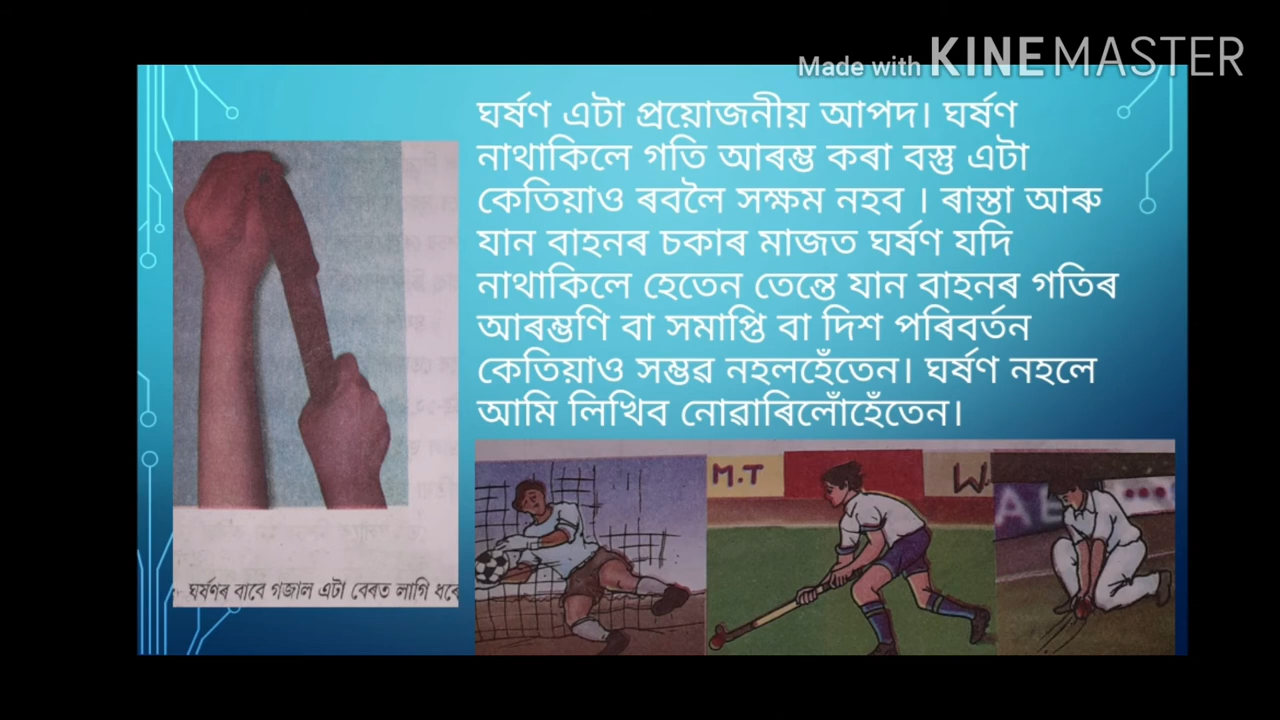 Made with KINEMASTER
ঘৰ্ষণ এটা প্ৰয়োজনীয় আপদ। ঘৰ্ষণ
নাথাকিলে গতি আৰম্ভ কৰা বস্তু এটা
কেতিয়াও ৰবলৈ সক্ষম নহব । ৰাস্তা আৰু
যান বাহনৰ চকাৰ মাজত ঘৰ্ষণ যদি
নাথাকিলে হেতেন তেন্তে যান বাহনৰ গতিৰ
আৰম্ভণি বা সমাপ্তি বা দিশ পৰিবৰ্তন
কেতিয়াও সম্ভৱ নহলহেঁতেন। ঘৰ্ষণ নহলে
আমি লিখিব নোৱাৰিলোঁহেঁতেন।
ঘৰ্ষণৰ বাবে গজাল এটা বেৰত লাগি ধৰে
M.T
W